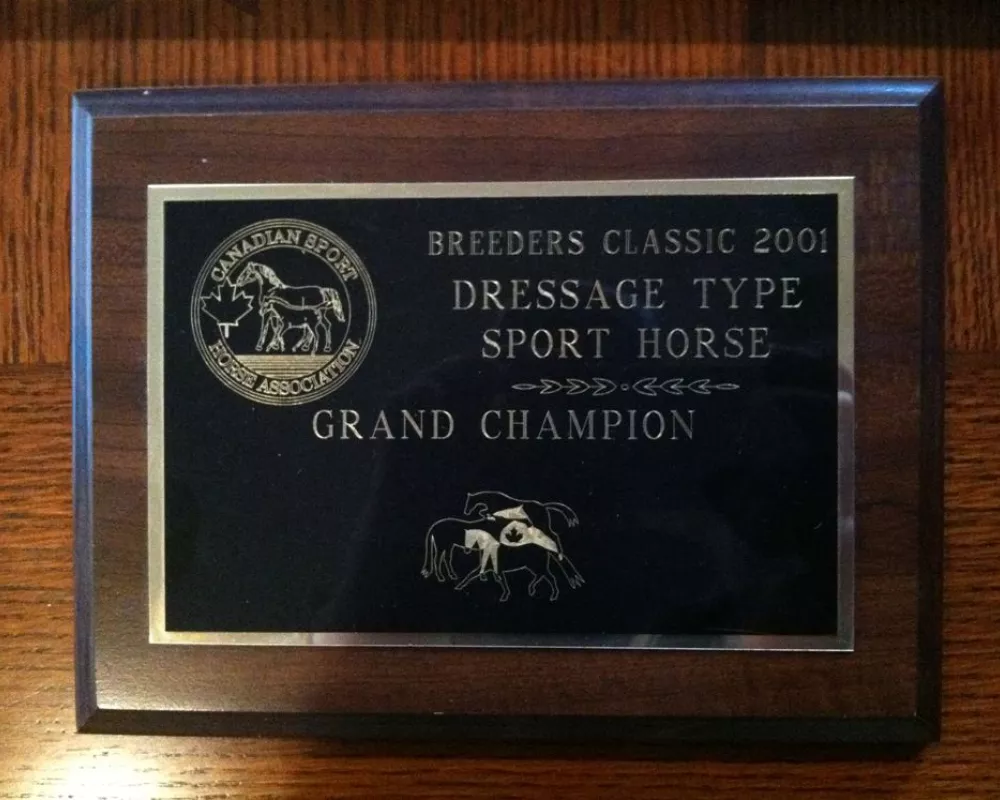 CANADIAN SPORT
HORSE ASSOCIATION
BREEDERS CLASSIC 2001
DRESSAGE TYPE
SPORT HORSE
GRAND CHAMPION